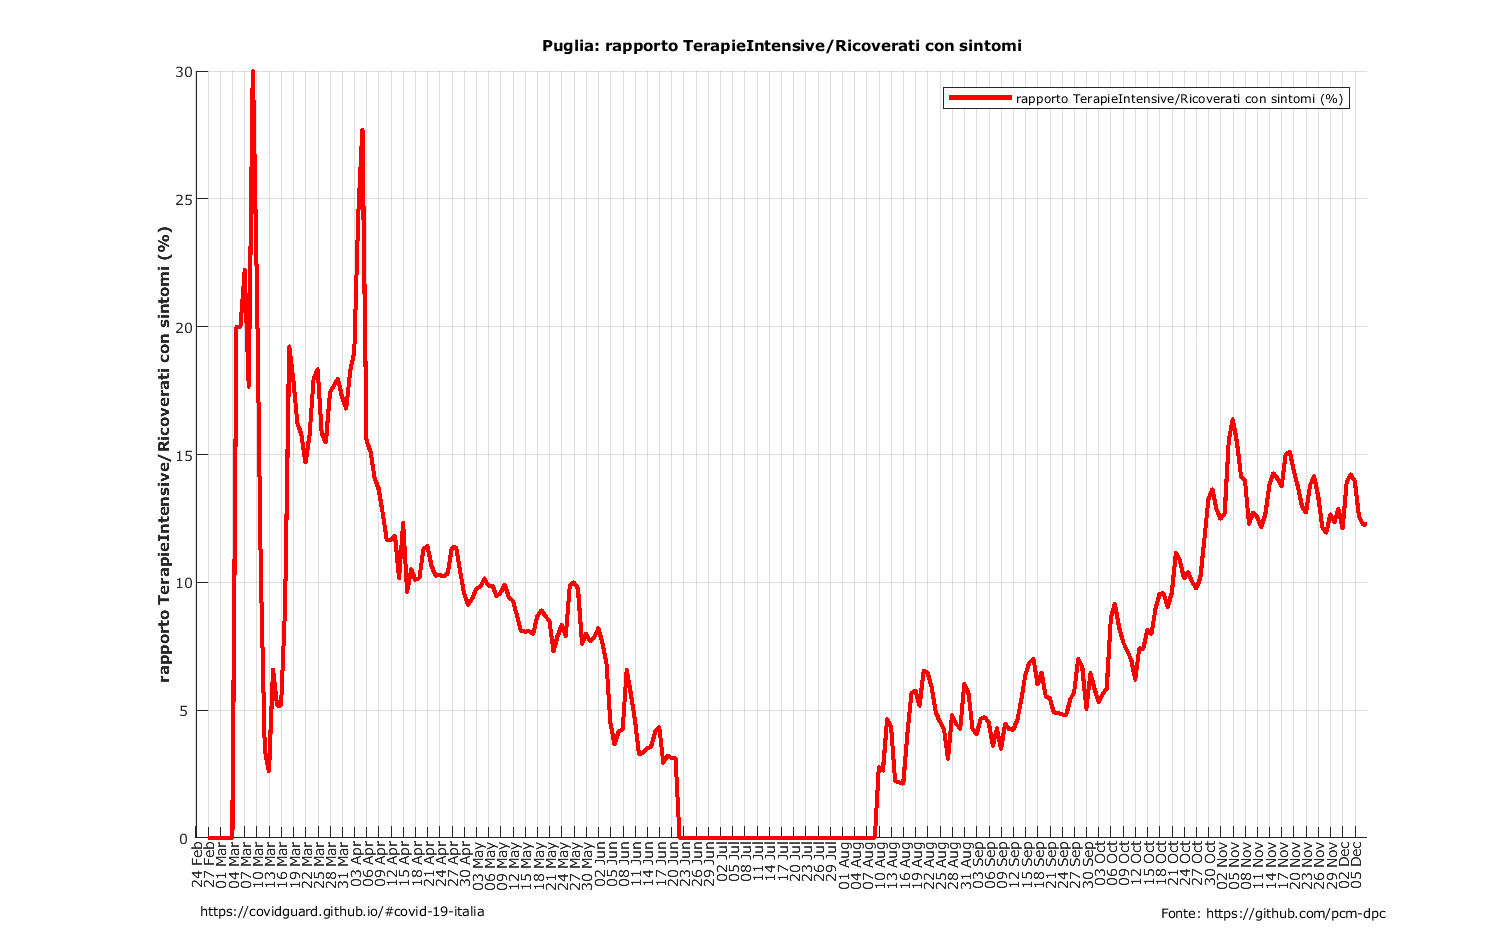 Puglia: rapporto TerapieIntensive/Ricoverati con sintomi
rapporto TerapieIntensive/Ricoverati con sintomi (%)
rapporto TerapieIntensive/Ricoverati con sintomi (%)
30
25
20
15
10
5
0
24 Feb
27 Feb
01 Mar
04 Mar
07 Mar
10 Mar
13 Mar
16 Mar
19 Mar
22 Mar
25 Mar
28 Mar
31 Mar
03 Apr
06 Apr
09 Apr
12 Apr
15 Apr
18 Apr
21 Apr
24 Apr
27 Apr
30 Apr
03 May
06 May
09 May
12 May
15 May
18 May
21 May
24 May
27 May
30 May
02 Jun
05 Jun
08 Jun
11 Jun
14 Jun
17 Jun
20 Jun
23 Jun
26 Jun
29 Jun
02 Jul
05 Jul
08 Jul
11 Jul
14 Jul
17 Jul
20 Jul
23 Jul
26 Jul
29 Jul
01 Aug
04 Aug
07 Aug
10 Aug
13 Aug
16 Aug
19 Aug
22 Aug
25 Aug
28 Aug
31 Aug
03 Sep
06 Sep
09 Sep
12 Sep
15 Sep
18 Sep
21 Sep
24 Sep
27 Sep
30 Sep
03 Oct
06 Oct
09 Oct
12 Oct
15 Oct
18 Oct
21 Oct
24 Oct
27 Oct
30 Oct
02 Nov
05 Nov
08 Nov
11 Nov
14 Nov
17 Nov
20 Nov
23 Nov
26 Nov
29 Nov
02 Dec
05 Dec
https://covidguard.github.io/#covid-19-italia
Fonte: https://github.com/pcm-dpc